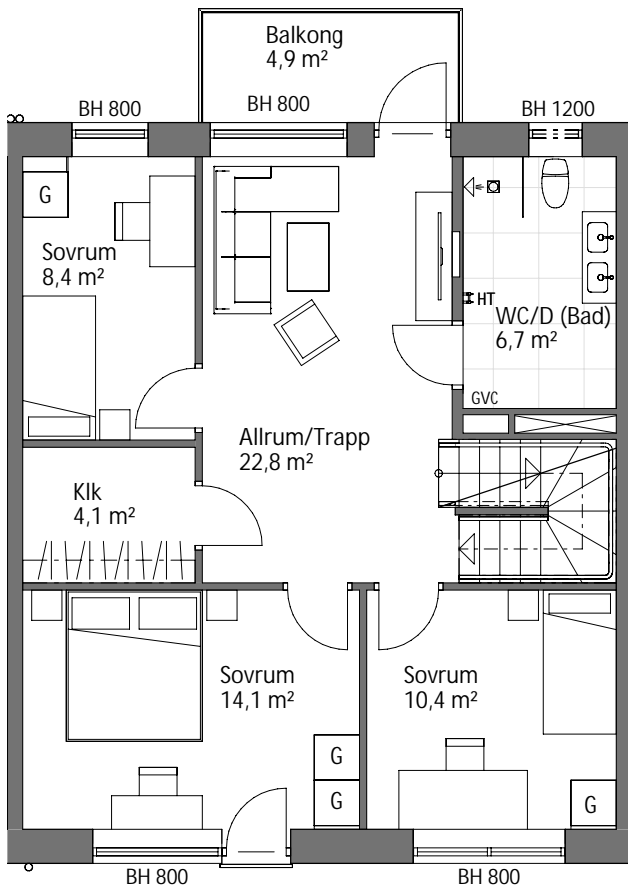 Balkong
4,9 m²
BH 800
BH 800
BH 1200
G
Sovrum
8,4 m²
HT
WC/D (Bad)
6,7 m²
GVC
Allrum/Trapp
22,8 m²
Klk
4,1 m²
Sovrum
14,1 m²
Sovrum
10,4 m²
G
G
G
BH 800
BH 800